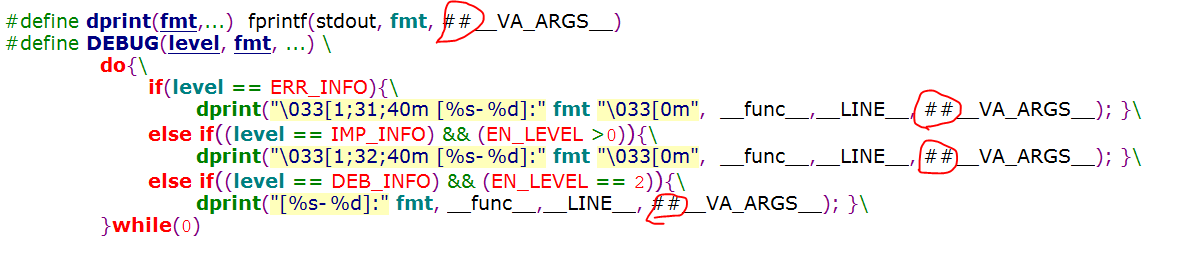 #define dprint(fmt,...)  fprintf(stdout, fmt, ##__VA_ARGS__)
#define DEBUG(level, fmt, ...) \
do{\
if(level == ERR_INFO){\
dprint("\033[1;31;40m [%s-%d]:" fmt "\033[0m",  __func__,__LINE__, ##__VA_ARGS__); }\
else if((level == IMP_INFO) && (EN_LEVEL >0)){\
dprint("\033[1;32;40m [%s-%d]:" fmt "\033[0m",  __func__,__LINE__, ##__VA_ARGS__); }\
else if((level == DEB_INFO) && (EN_LEVEL == 2)){\
dprint("[%s-%d]:" fmt, __func__,__LINE__, ##__VA_ARGS__); }\
}while(0)